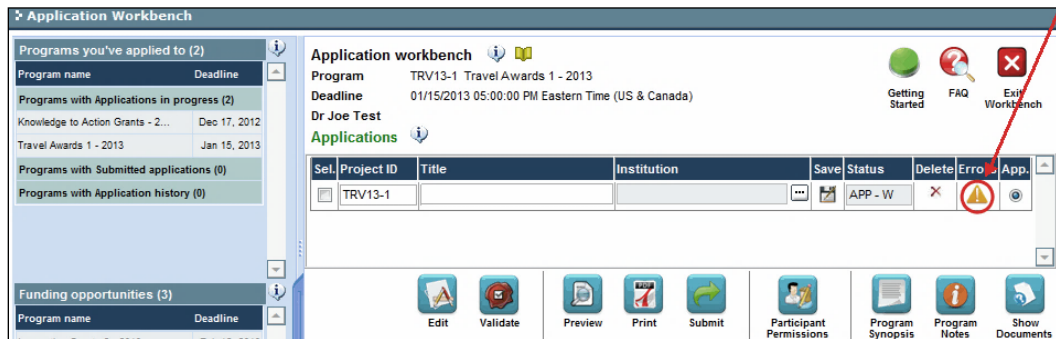 Application Workbench
Programs you've applied to (2)
Program name Deadline
Programs with Applications in progress (2)
Knowledge to Action Grants - 2... Dec 17, 2012
Travel Awards 1 - 2013 Jan 15, 2013
Programs with Submitted applications (0)
Programs with Application history (0)
Funding opportunities (3)
Program name Deadline
Application workbench
Program TRV13-1 Travel Awards 1 - 2013
Deadline 01/15/2013 05:00:00 PM Eastern Time (US & Canada)
Dr Joe Test
Applications
Getting Started
FAQ
Exit Workbench
Sel. Project ID Title Institution Save Status Delete Errors App.
TRV13-1 APP - W
Edit
Validate
Preview
Print
Submit
Participant Permissions
Program Synopsis
Program Notes
Show Documents